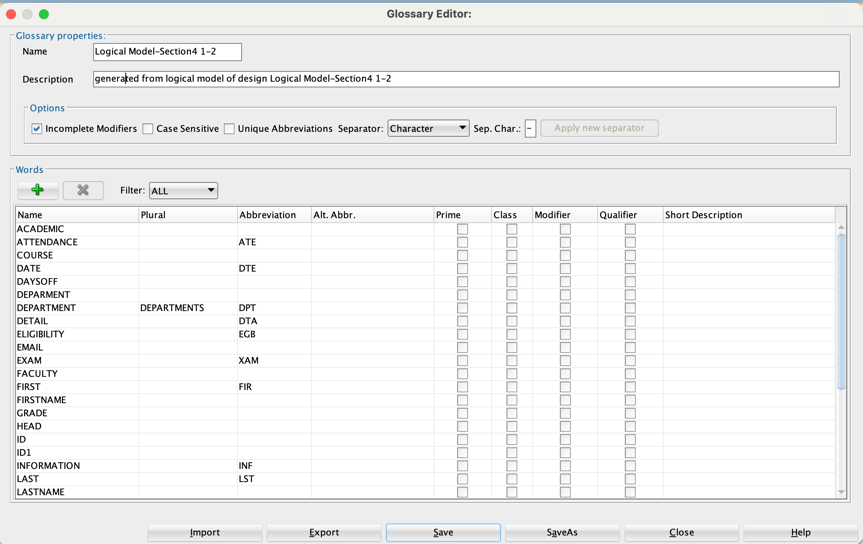 Glossary Editor:
Glossary properties:
Name Logical Model-Section4 1-2
Description generated from logical model of design Logical Model-Section4 1-2
Options
Incomplete Modifiers Case Sensitive Unique Abbreviations Separator: Character Sep. Char.: - Apply new separator
Words
Filter: ALL
Name Plural Abbreviation Alt. Abbr. Prime Class Modifier Qualifier Short Description
ACADEMIC
ATTENDANCE ATE
COURSE
DATE DTE
DAYSOFF
DEPARMENT
DEPARTMENT DEPARTMENTS DPT
DETAIL DTA
ELIGIBILITY EGB
EMAIL
EXAM XAM
FACULTY
FIRST FIR
FIRSTNAME
GRADE
HEAD
ID
ID1
INFORMATION INF
LAST LST
LASTNAME
Import Export Save SaveAs Close Help